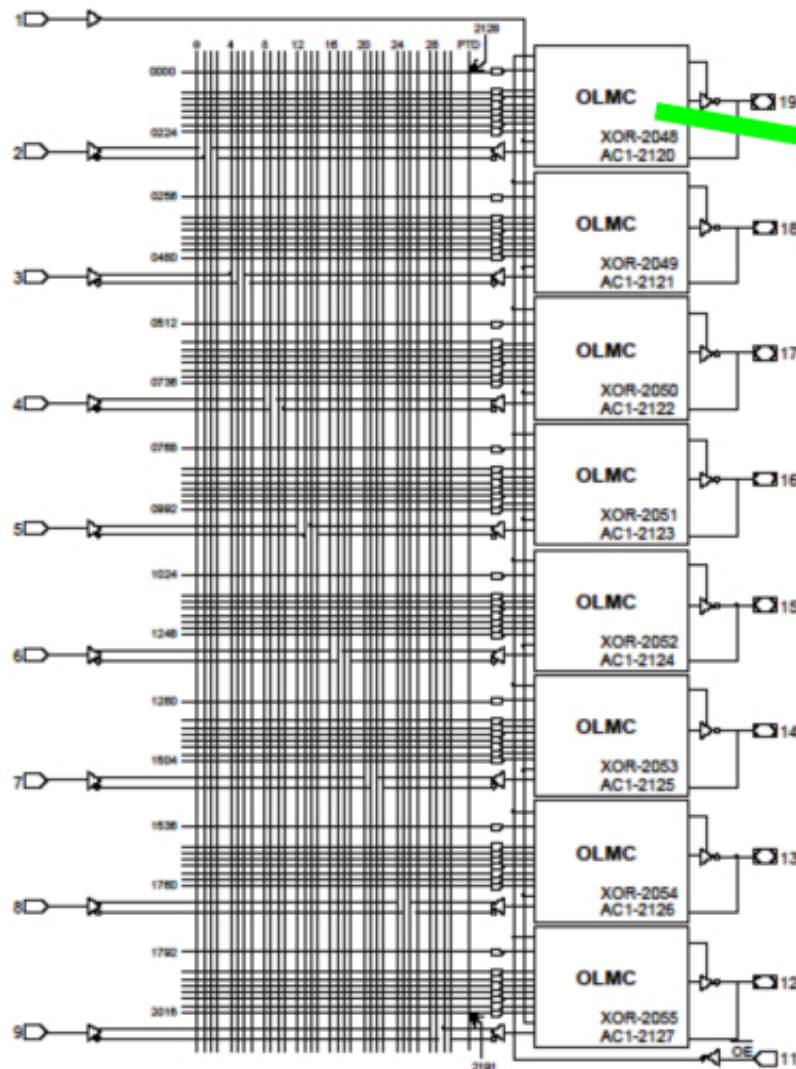 1
2128
0 4 8 12 16 20 24 28 PTD
0000
OLMC
19
0224
XOR-2048
2
AC1-2120
0256
OLMC
18
0480
XOR-2049
3
AC1-2121
0512
OLMC
17
0736
XOR-2050
4
AC1-2122
0768
OLMC
16
0992
XOR-2051
5
AC1-2123
1024
OLMC
15
1248
XOR-2052
6
AC1-2124
1280
OLMC
14
1504
XOR-2053
7
AC1-2125
1536
OLMC
13
1760
XOR-2054
8
AC1-2126
1792
OLMC
12
2016
XOR-2055
9
AC1-2127
OE
11
2191